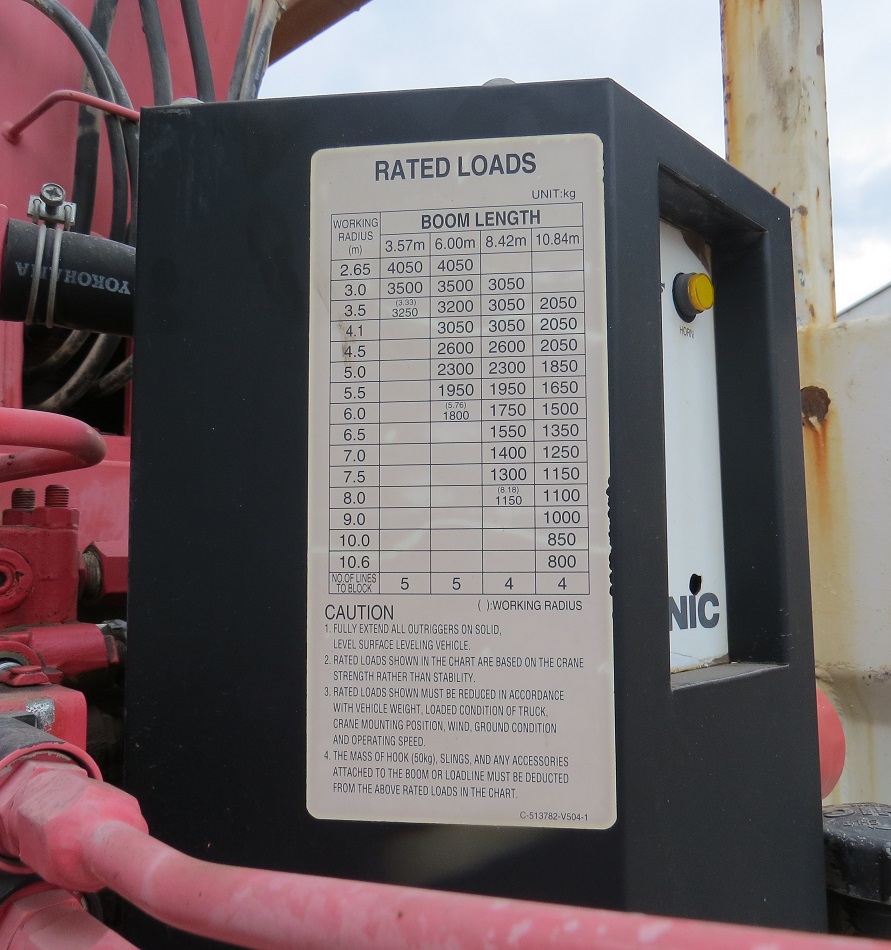 RATED LOADS
UNIT:kg
WORKING RADIUS (m) BOOM LENGTH
3.57m 6.00m 8.42m 10.84m
2.65 4050 4050
3.0 3500 3500 3050
3.5 (3.33) 3250 3200 3050 2050
4.1 3050 3050 2050
4.5 2600 2600 2050
5.0 2300 2300 1850
5.5 1950 1950 1650
6.0 (5.76) 1800 1750 1500
6.5 1550 1350
7.0 1400 1250
7.5 1300 1150
8.0 (8.18) 1150 1100
9.0 1000
10.0 850
10.6 800
NO.OF LINES TO BLOCK 5 5 4 4
( ):WORKING RADIUS
CAUTION
1. FULLY EXTEND ALL OUTRIGGERS ON SOLID,
LEVEL SURFACE LEVELING VEHICLE.
2. RATED LOADS SHOWN IN THE CHART ARE BASED ON THE CRANE
STRENGTH RATHER THAN STABILITY.
3. RATED LOADS SHOWN MUST BE REDUCED IN ACCORDANCE
WITH VEHICLE WEIGHT, LOADED CONDITION OF TRUCK,
CRANE MOUNTING POSITION, WIND, GROUND CONDITION
AND OPERATING SPEED.
4. THE MASS OF HOOK (50kg), SLINGS, AND ANY ACCESSORIES
ATTACHED TO THE BOOM OR LOADLINE MUST BE DEDUCTED
FROM THE ABOVE RATED LOADS IN THE CHART.
C-513782-V504-1
YOKOHAMA
HORN
NIC